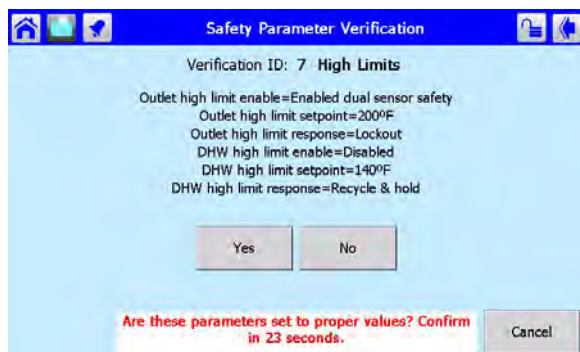 Safety Parameter Verification
Verification ID: 7 High Limits
Outlet high limit enable=Enabled dual sensor safety
Outlet high limit setpoint=200ºF
Outlet high limit response=Lockout
DHW high limit enable=Disabled
DHW high limit setpoint=140ºF
DHW high limit response=Recycle & hold
Yes No
Are these parameters set to proper values? Confirm
in 23 seconds.
Cancel